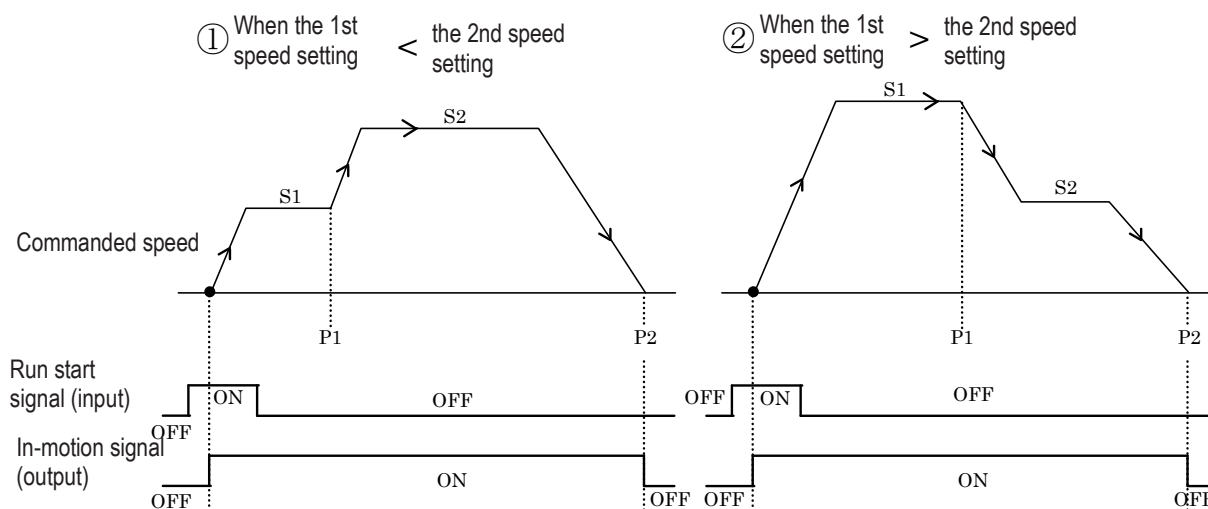 ① When the 1st speed setting < the 2nd speed setting
② When the 1st speed setting > the 2nd speed setting
S1
S2
S1
S2
Commanded speed
P1
P2
P1
P2
Run start
signal (input)
OFF
ON
OFF
OFF
ON
OFF
In-motion signal
(output)
OFF
ON
OFF
OFF
ON
OFF